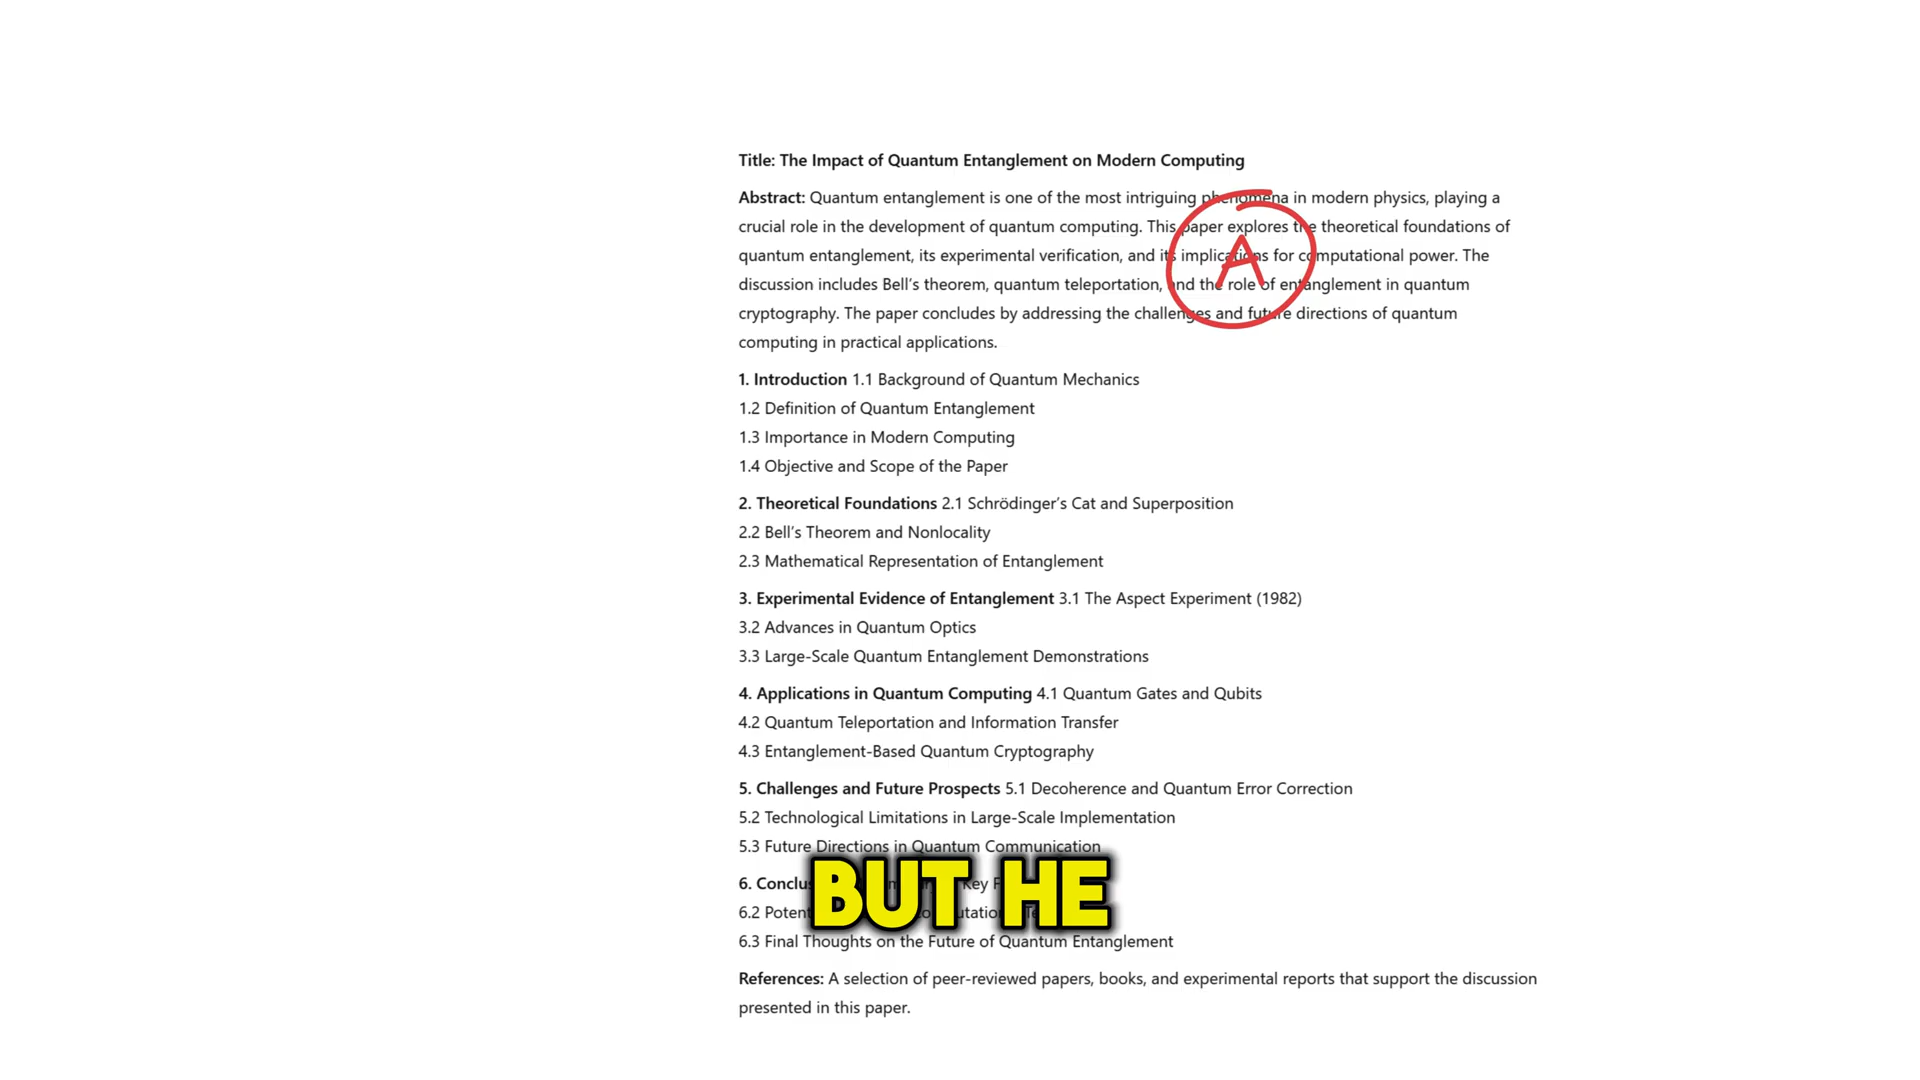 Title: The Impact of Quantum Entanglement on Modern Computing
Abstract: Quantum entanglement is one of the most intriguing phenomena in modern physics, playing a
crucial role in the development of quantum computing. This paper explores the theoretical foundations of
quantum entanglement, its experimental verification, and its implications for computational power. The
discussion includes Bell's theorem, quantum teleportation, and the role of entanglement in quantum
cryptography. The paper concludes by addressing the challenges and future directions of quantum
computing in practical applications.
A
1. Introduction 1.1 Background of Quantum Mechanics
1.2 Definition of Quantum Entanglement
1.3 Importance in Modern Computing
1.4 Objective and Scope of the Paper
2. Theoretical Foundations 2.1 Schrödinger's Cat and Superposition
2.2 Bell's Theorem and Nonlocality
2.3 Mathematical Representation of Entanglement
3. Experimental Evidence of Entanglement 3.1 The Aspect Experiment (1982)
3.2 Advances in Quantum Optics
3.3 Large-Scale Quantum Entanglement Demonstrations
4. Applications in Quantum Computing 4.1 Quantum Gates and Qubits
4.2 Quantum Teleportation and Information Transfer
4.3 Entanglement-Based Quantum Cryptography
5. Challenges and Future Prospects 5.1 Decoherence and Quantum Error Correction
5.2 Technological Limitations in Large-Scale Implementation
5.3 Future Directions in Quantum Communication
6. Key
BUT HE
6.2
6.3 Final Thoughts on the Future of Quantum Entanglement
References: A selection of peer-reviewed papers, books, and experimental reports that support the discussion
presented in this paper.